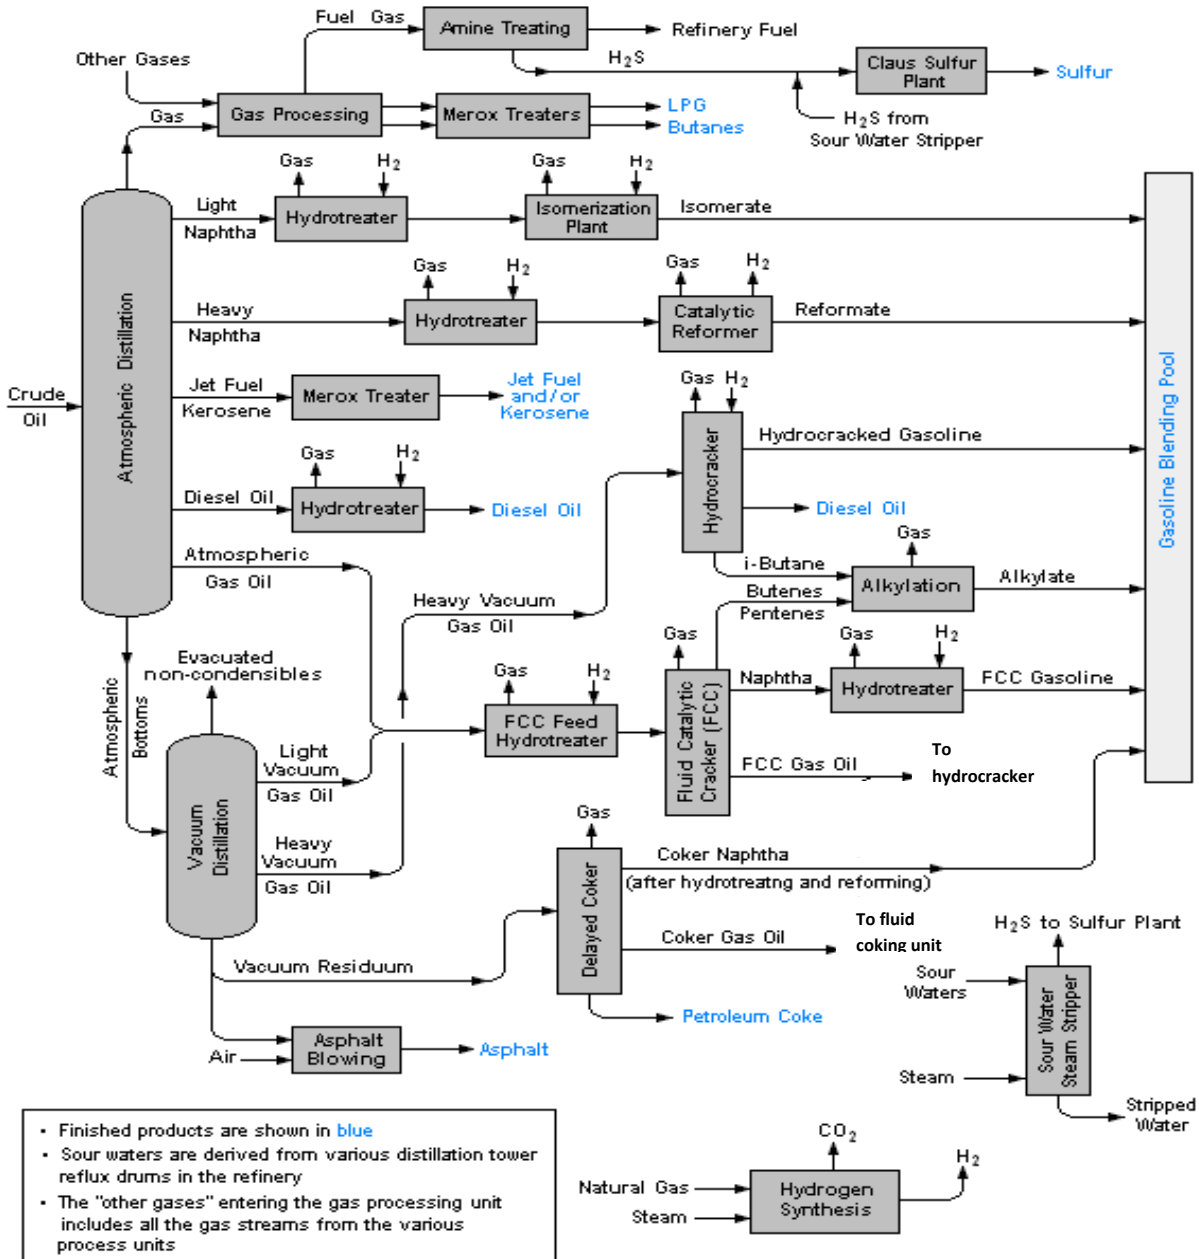 Fuel Gas
Amine Treating
Refinery Fuel
Other Gases
H2S
Claus Sulfur
Plant
Sulfur
Gas
Gas Processing
Merox Treaters
LPG
Butanes
H2S from
Sour Water Stripper
Gas
H2
Gas
H2
Light
Naphtha
Hydrotreater
Isomerization
Plant
Isomerate
Gas
H2
Gas
H2
Heavy
Naphtha
Hydrotreater
Catalytic
Reformer
Reformate
Atmospheric Distillation
Gasoline Blending Pool
Crude
Oil
Jet Fuel
Kerosene
Merox Treater
Jet Fuel
and/or
Kerosene
Gas
H2
Hydrocracker
Hydrocracked Gasoline
Gas
H2
Diesel Oil
Hydrotreater
Diesel Oil
Diesel Oil
Atmospheric
Gas Oil
i-Butane
Gas
Alkylation
Alkylate
Butenes
Pentenes
Heavy Vacuum
Gas Oil
Atmospheric
Bottoms
Evacuated
non-condensibles
Gas
H2
FCC Feed
Hydrotreater
Gas
Fluid Catalytic
Cracker (FCC)
Naphtha
Gas
H2
Hydrotreater
FCC Gasoline
FCC Gas Oil
To
hydrocracker
Vacuum
Distillation
Light
Vacuum
Gas Oil
Heavy
Vacuum
Gas Oil
Gas
Delayed Coker
Coker Naphtha
(after hydrotreatng and reforming)
Coker Gas Oil
To fluid
coking unit
Vacuum Residuum
Petroleum Coke
Air
Asphalt
Blowing
Asphalt
H2S to Sulfur Plant
Sour
Waters
Sour Water
Steam Stripper
Steam
Stripped
Water
CO2
H2
Natural Gas
Steam
Hydrogen
Synthesis
• Finished products are shown in blue
• Sour waters are derived from various distillation tower
reflux drums in the refinery
• The "other gases" entering the gas processing unit
includes all the gas streams from the various
process units